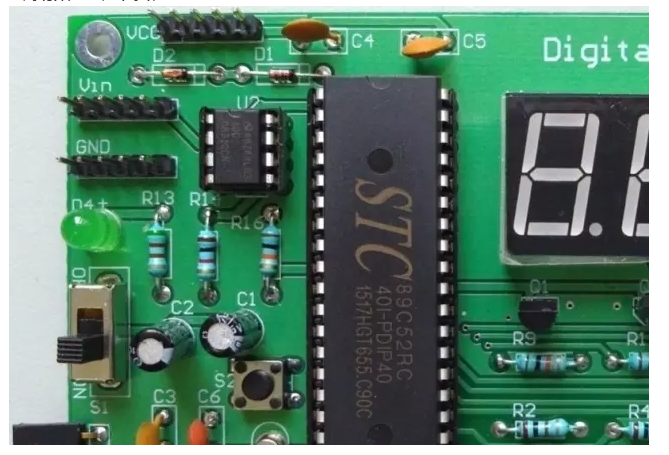 VCC
C4
C5
Digita
D2
D1
Vin
U2
GND
D4+
R13
R1
R16
STC
89C52RC
40I-PDIP40
1517HGT655.C90C
Q1
C2
C1
R9
R1
S2
S1
C3
C6
R2
R4